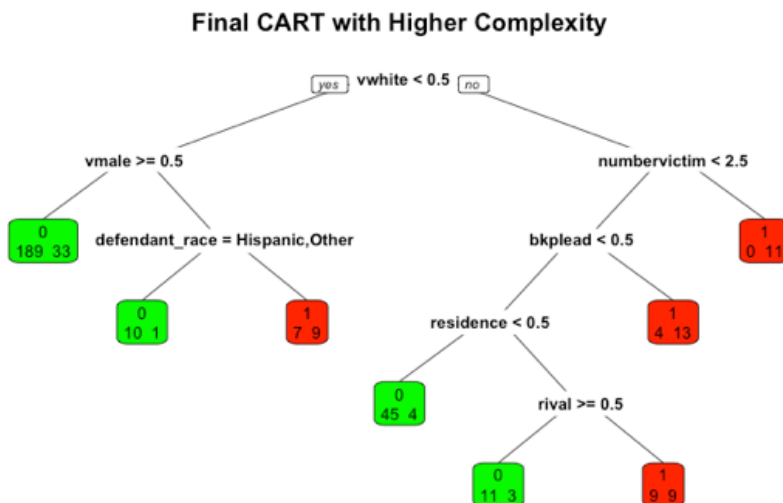 Final CART with Higher Complexity
yes vwhite < 0.5 no
vmale >= 0.5
numbervictim < 2.5
0
189 33
defendant_race = Hispanic,Other
bkplead < 0.5
1
0 11
0
10 1
1
7 9
residence < 0.5
1
4 13
0
45 4
rival >= 0.5
0
11 3
1
9 9